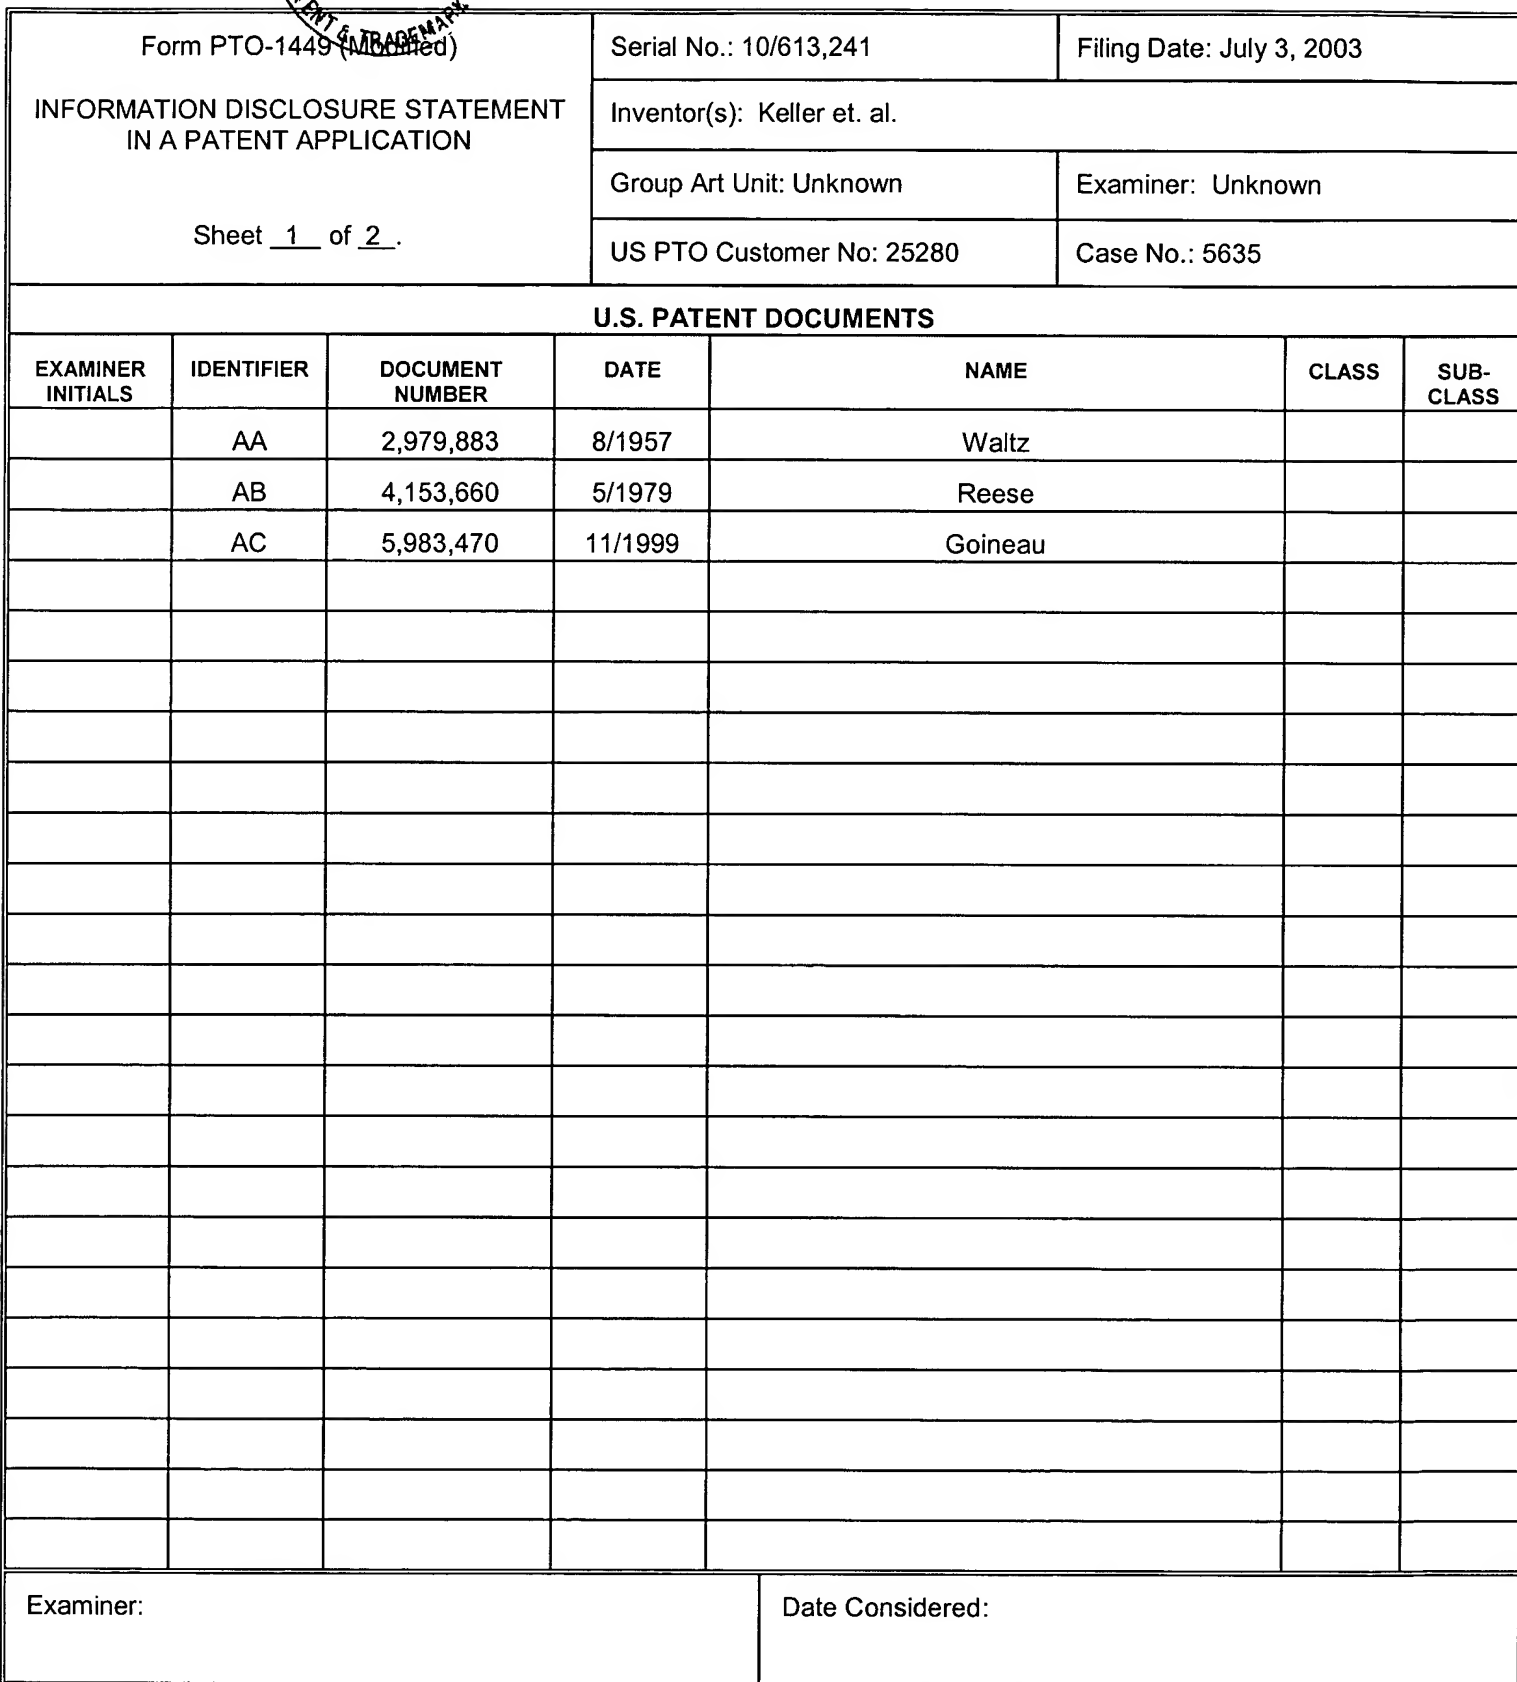 ENT & TRADEMARK
Form PTO-1449 (Modified)
INFORMATION DISCLOSURE STATEMENT
IN A PATENT APPLICATION
Sheet 1 of 2.
Serial No.: 10/613,241
Filing Date: July 3, 2003
Inventor(s): Keller et. al.
Group Art Unit: Unknown
Examiner: Unknown
US PTO Customer No: 25280
Case No.: 5635
U.S. PATENT DOCUMENTS
EXAMINER INITIALS IDENTIFIER DOCUMENT NUMBER DATE NAME CLASS SUB-CLASS
AA 2,979,883 8/1957 Waltz
AB 4,153,660 5/1979 Reese
AC 5,983,470 11/1999 Goineau
Examiner:
Date Considered: